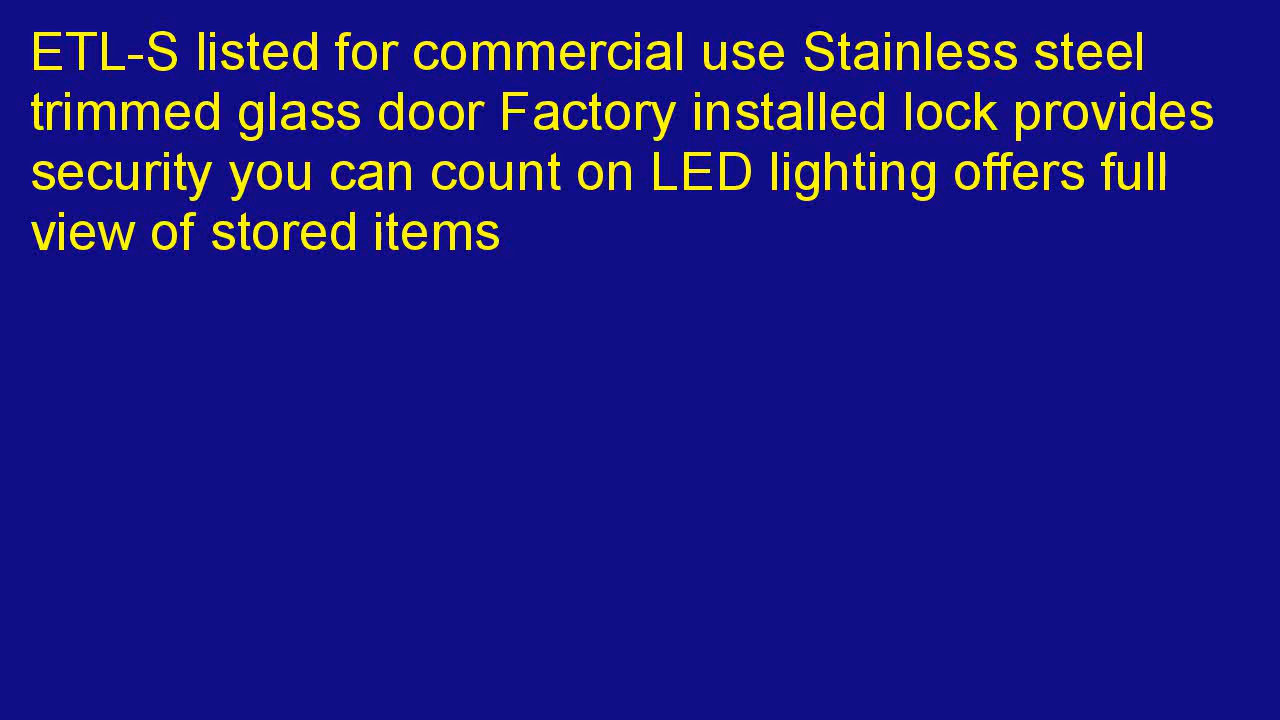 ETL-S listed for commercial use Stainless steel
trimmed glass door Factory installed lock provides
security you can count on LED lighting offers full
view of stored items